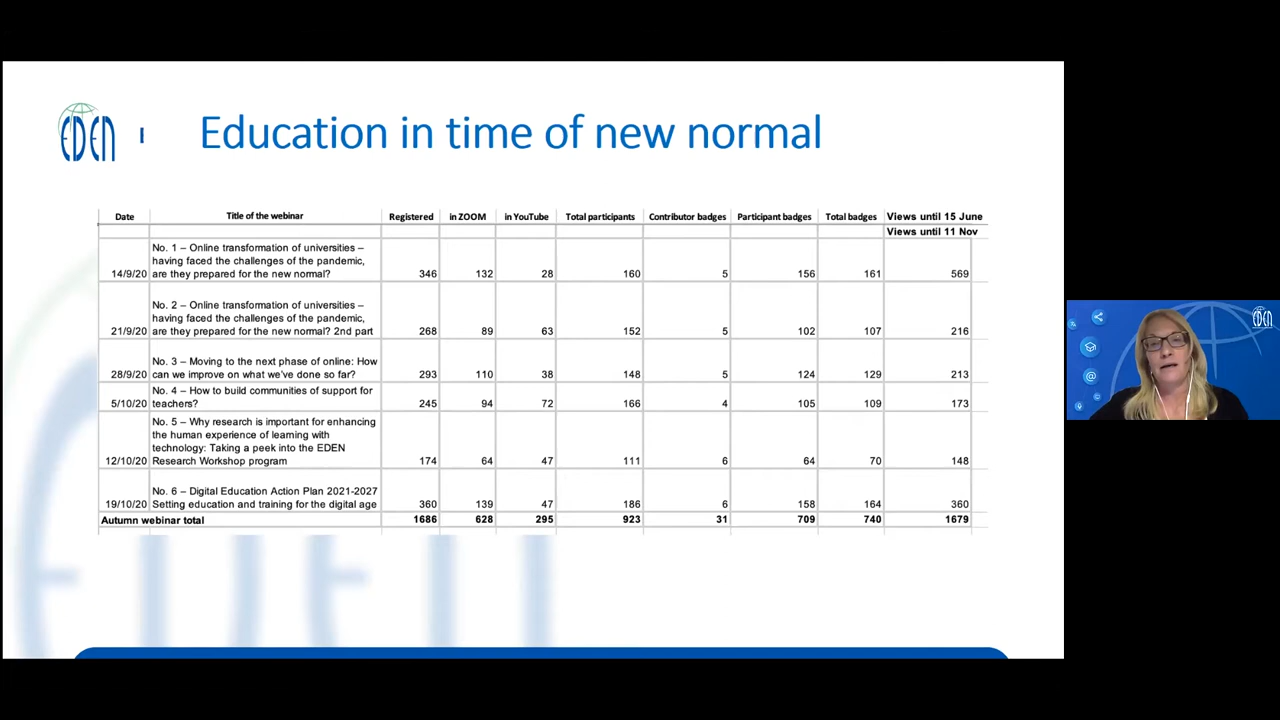 EDEN
Education in time of new normal
Date Title of the webinar Registered in ZOOM in YouTube Total participants Contributor badges Participant badges Total badges Views until 15 June
Views until 11 Nov
No. 1 – Online transformation of universities –
having faced the challenges of the pandemic,
14/9/20 are they prepared for the new normal? 346 132 28 160 5 156 161 569
No. 2 – Online transformation of universities –
having faced the challenges of the pandemic,
21/9/20 are they prepared for the new normal? 2nd part 268 89 63 152 5 102 107 216
No. 3 – Moving to the next phase of online: How
28/9/20 can we improve on what we've done so far? 293 110 38 148 5 124 129 213
No. 4 – How to build communities of support for
5/10/20 teachers? 245 94 72 166 4 105 109 173
No. 5 – Why research is important for enhancing
the human experience of learning with
technology: Taking a peek into the EDEN
12/10/20 Research Workshop program 174 64 47 111 6 64 70 148
No. 6 – Digital Education Action Plan 2021-2027
19/10/20 Setting education and training for the digital age 360 139 47 186 6 158 164 360
Autumn webinar total 1686 628 295 923 31 709 740 1679
EDEN
EDEN